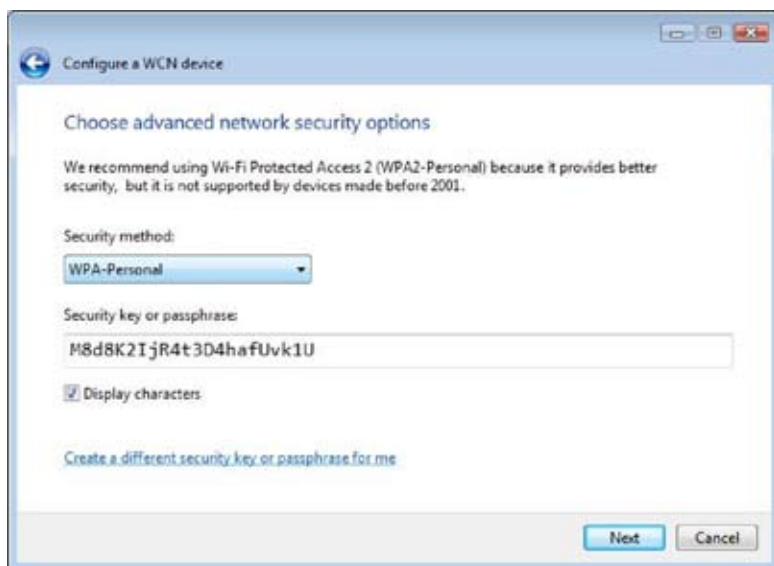 Configure a WCN device
Choose advanced network security options
We recommend using Wi-Fi Protected Access 2 (WPA2-Personal) because it provides better
security, but it is not supported by devices made before 2001.
Security method:
WPA-Personal
Security key or passphrase:
M8d8K2IjR4t3D4hafUvk1U
Display characters
Create a different security key or passphrase for me
Next
Cancel